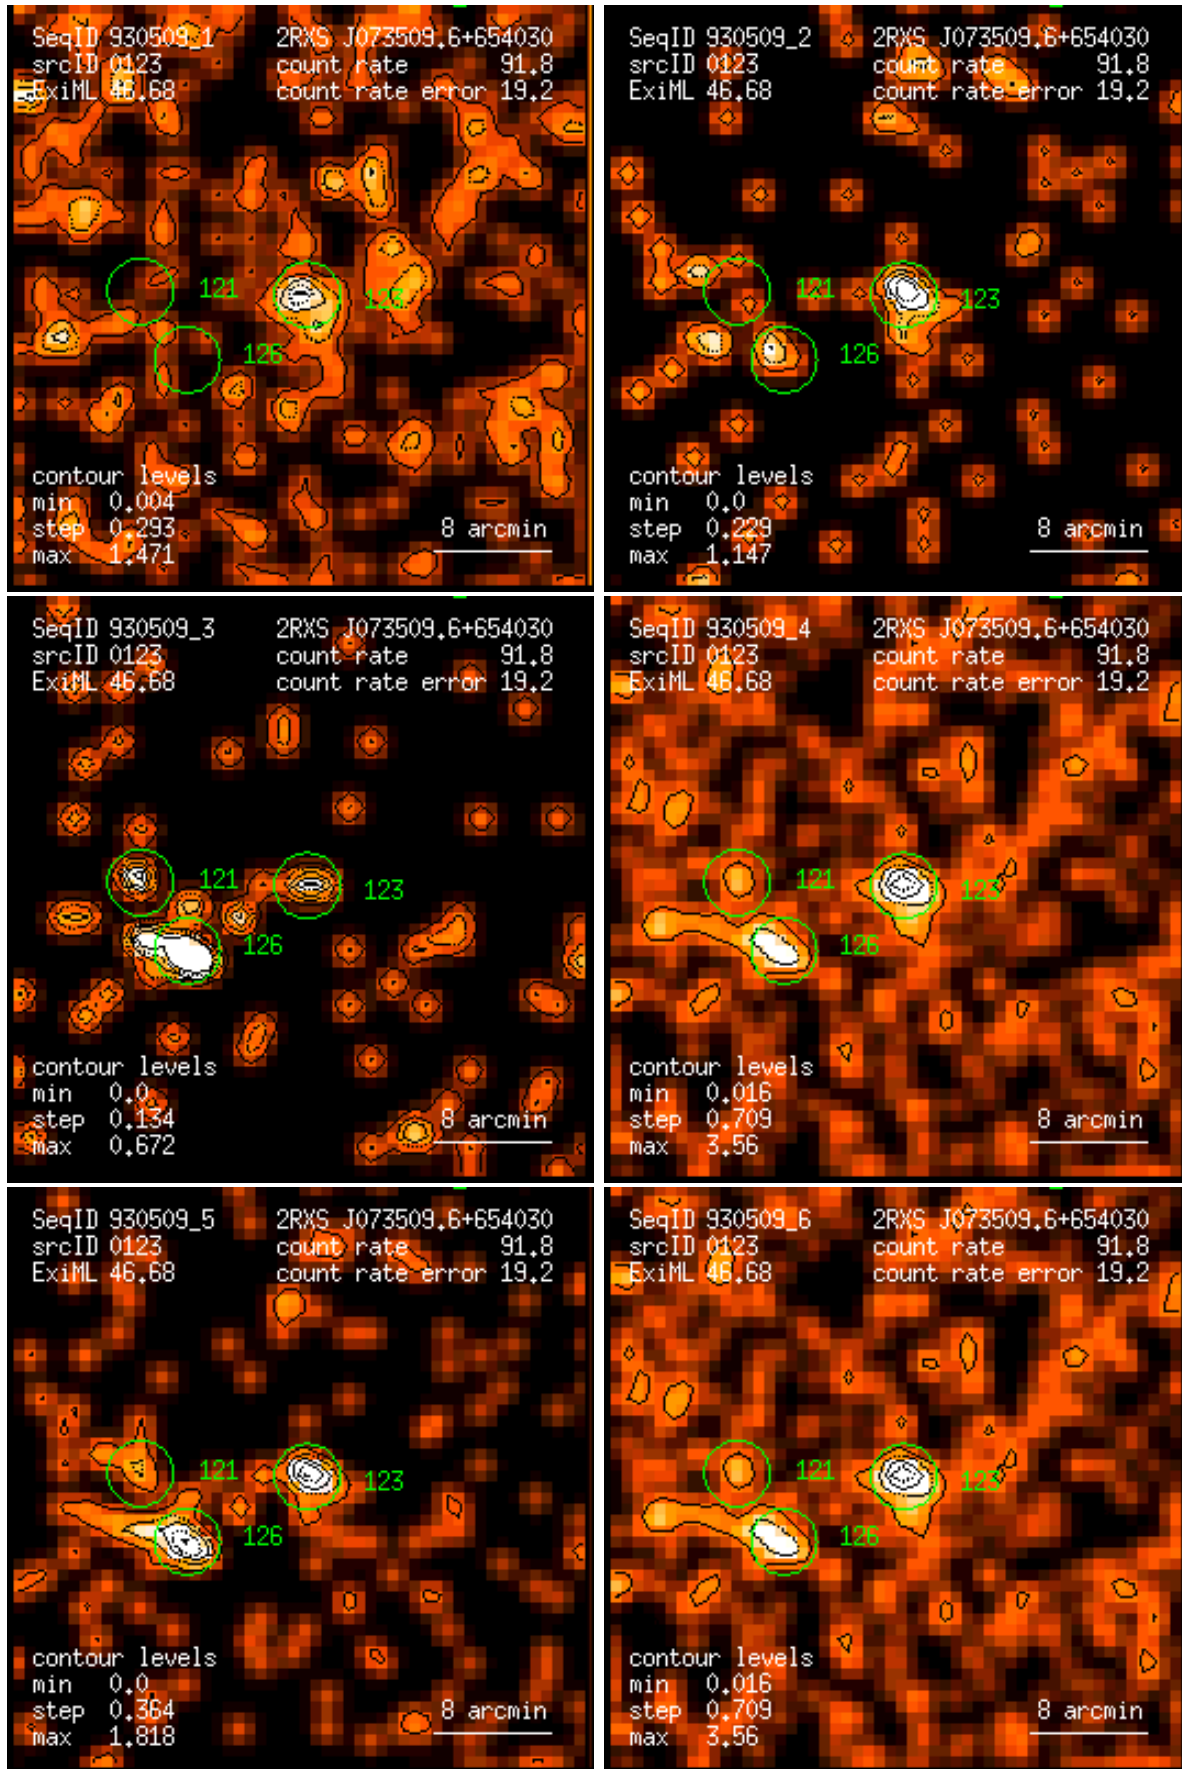 SeqID 930509_1 2RXS J073509.6+654030
srcID 0123 count rate 91.8
ExiML 46.68 count rate error 19.2
121
123
126
contour levels
min 0.004
step 0.293 8 arcmin
max 1.471
SeqID 930509_2 2RXS J073509.6+654030
srcID 0123 count rate 91.8
ExiML 46.68 count rate error 19.2
121
123
126
contour levels
min 0.0
step 0.229 8 arcmin
max 1.147
SeqID 930509_3 2RXS J073509.6+654030
srcID 0123 count rate 91.8
ExiML 46.68 count rate error 19.2
121
123
126
contour levels
min 0.0
step 0.134 8 arcmin
max 0.672
SeqID 930509_4 2RXS J073509.6+654030
srcID 0123 count rate 91.8
ExiML 46.68 count rate error 19.2
121
123
126
contour levels
min 0.016
step 0.709 8 arcmin
max 3.56
SeqID 930509_5 2RXS J073509.6+654030
srcID 0123 count rate 91.8
ExiML 46.68 count rate error 19.2
121
123
126
contour levels
min 0.0
step 0.364 8 arcmin
max 1.818
SeqID 930509_6 2RXS J073509.6+654030
srcID 0123 count rate 91.8
ExiML 46.68 count rate error 19.2
121
123
126
contour levels
min 0.016
step 0.709 8 arcmin
max 3.56